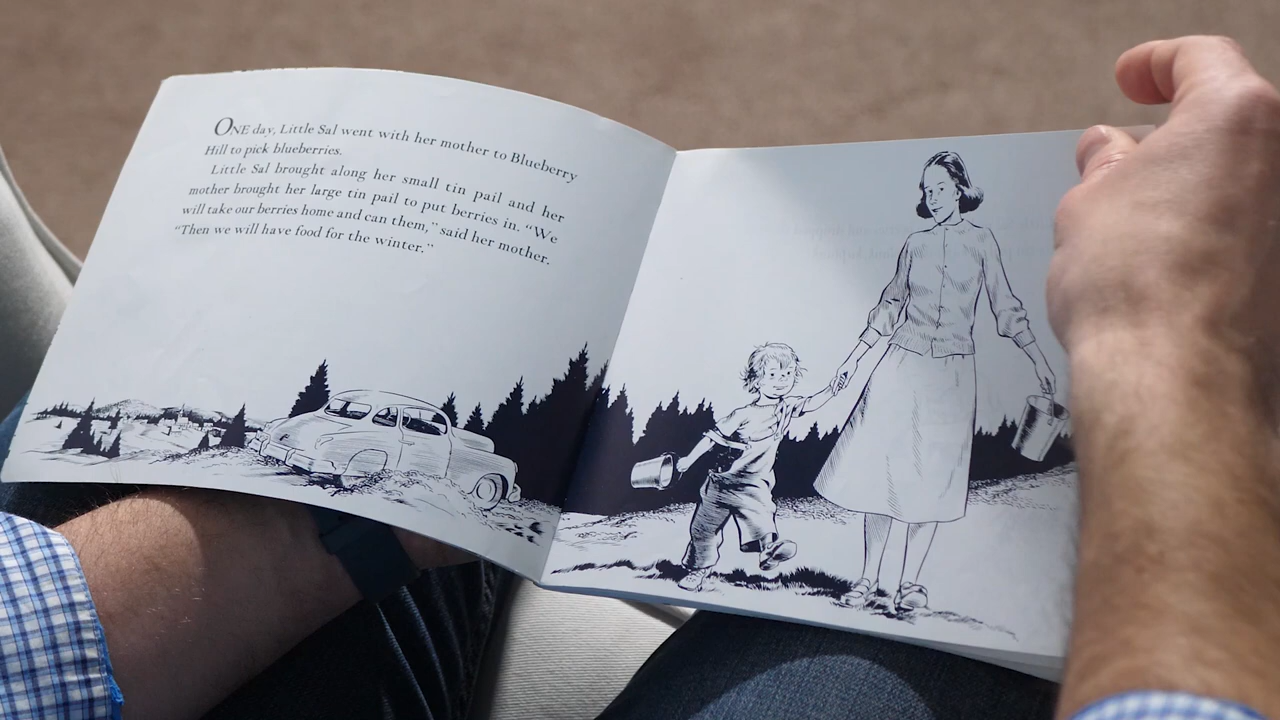 ONE day, Little Sal went with her mother to Blueberry
Hill to pick blueberries.
Little Sal brought along her small tin pail and her
mother brought her large tin pail to put berries in. “We
will take our berries home and can them,” said her mother.
“Then we will have food for the winter.”